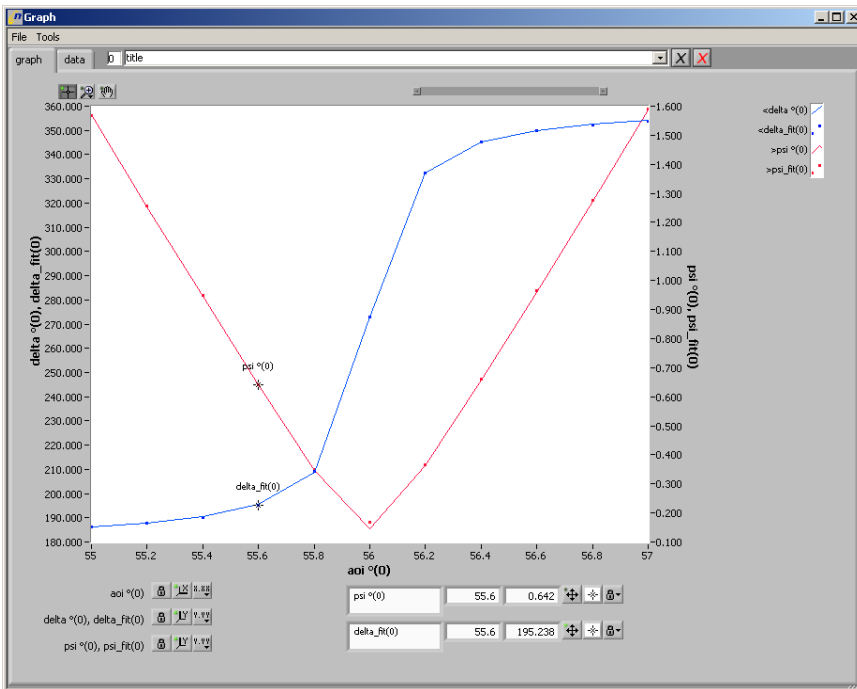 Graph
File Tools
graph data 0 title X X
360.000
350.000
340.000
330.000
320.000
310.000
300.000
290.000
280.000
270.000
260.000
250.000
240.000
230.000
220.000
210.000
200.000
190.000
180.000
delta º(0), delta_fit(0)
psi º(0)
delta_fit(0)
1.600
1.500
1.400
1.300
1.200
1.100
1.000
0.900
0.800
0.700
0.600
0.500
0.400
0.300
0.200
0.100
psi º(0), psi_fit(0)
<delta º(0)
<delta_fit(0)
>psi º(0)
>psi_fit(0)
55 55.2 55.4 55.6 55.8 56 56.2 56.4 56.6 56.8 57
aoi º(0)
aoi º(0) X X.XX
delta º(0), delta_fit(0) Y Y.YY
psi º(0), psi_fit(0) Y Y.YY
psi º(0) 55.6 0.642
delta_fit(0) 55.6 195.238